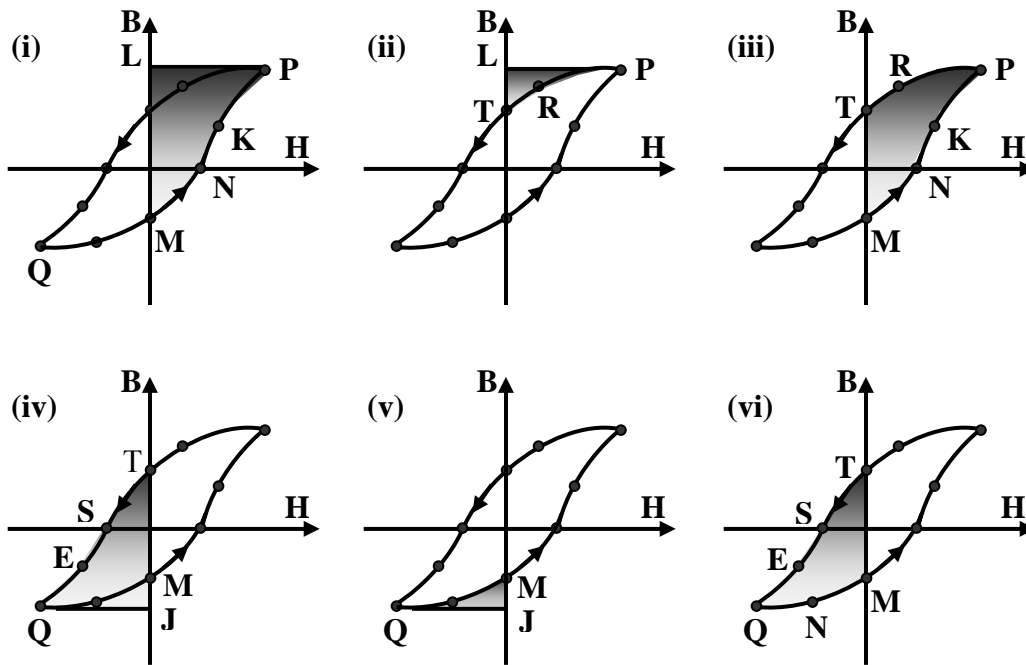 (i) B L P K H N M Q
(ii) B L P T R H
(iii) B R P T K H N M
(iv) B T S H E M Q J
(v) B H M Q J
(vi) B T S H E M Q N